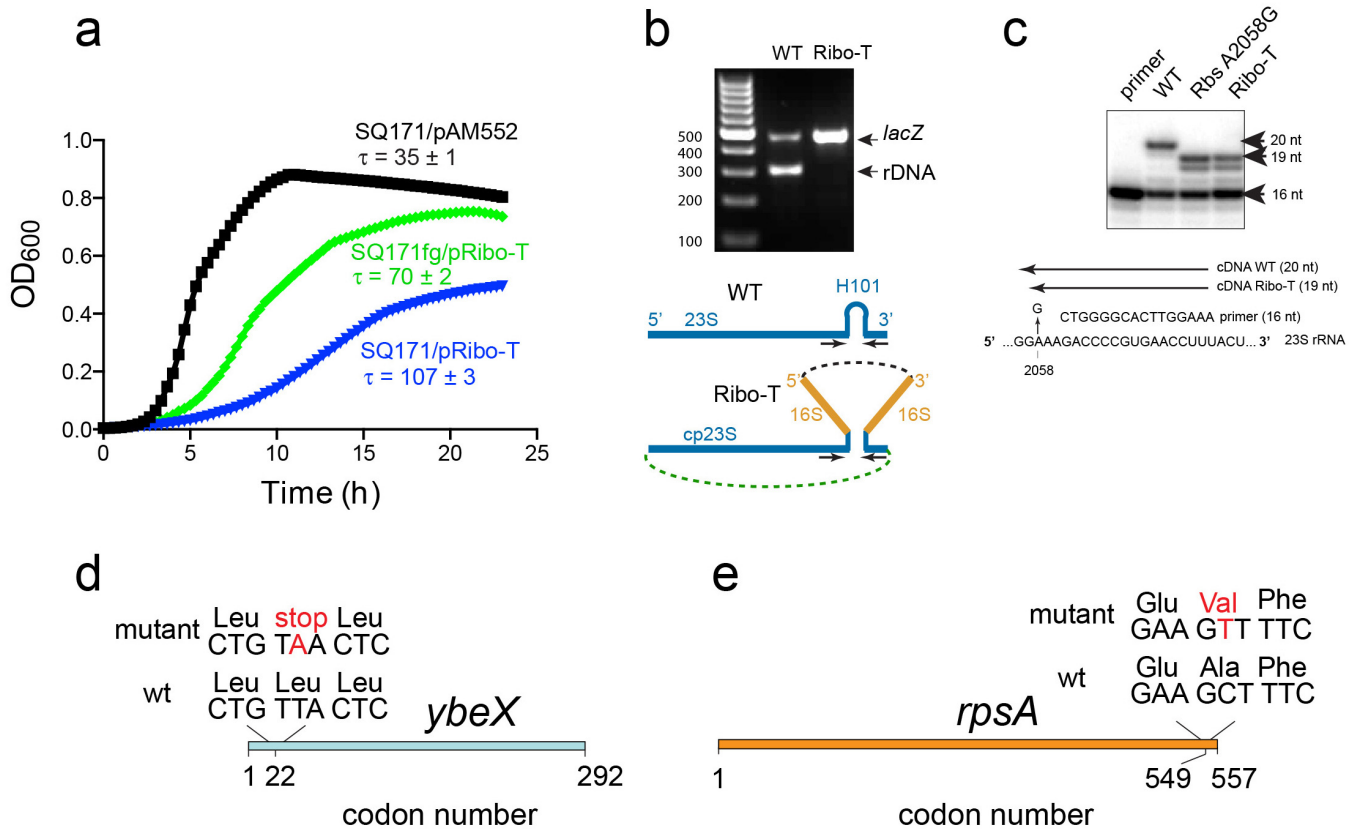 a
SQ171/pAM552
τ = 35 ± 1
SQ171fg/pRibo-T
τ = 70 ± 2
SQ171/pRibo-T
τ = 107 ± 3
OD600
1.0
0.8
0.6
0.4
0.2
0.0
0 5 10 15 20 25
Time (h)
b
WT Ribo-T
500
400
300
200
100
lacZ
rDNA
WT
H101
5’ 23S 3’
Ribo-T
5’ 3’
16S 16S
cp23S
c
primer
WT
Rbs A2058G
Ribo-T
20 nt
19 nt
16 nt
cDNA WT (20 nt)
cDNA Ribo-T (19 nt)
G
CTGGGGCACTTGGAAA primer (16 nt)
5’ ...GGAAAGACCCCGUGAACCUUUACU... 3’ 23S rRNA
2058
d
mutant
Leu stop Leu
CTG TAA CTC
wt
Leu Leu Leu
CTG TTA CTC
ybeX
1 22 292
codon number
e
mutant
Glu Val Phe
GAA GTT TTC
wt
Glu Ala Phe
GAA GCT TTC
rpsA
1 549 557
codon number